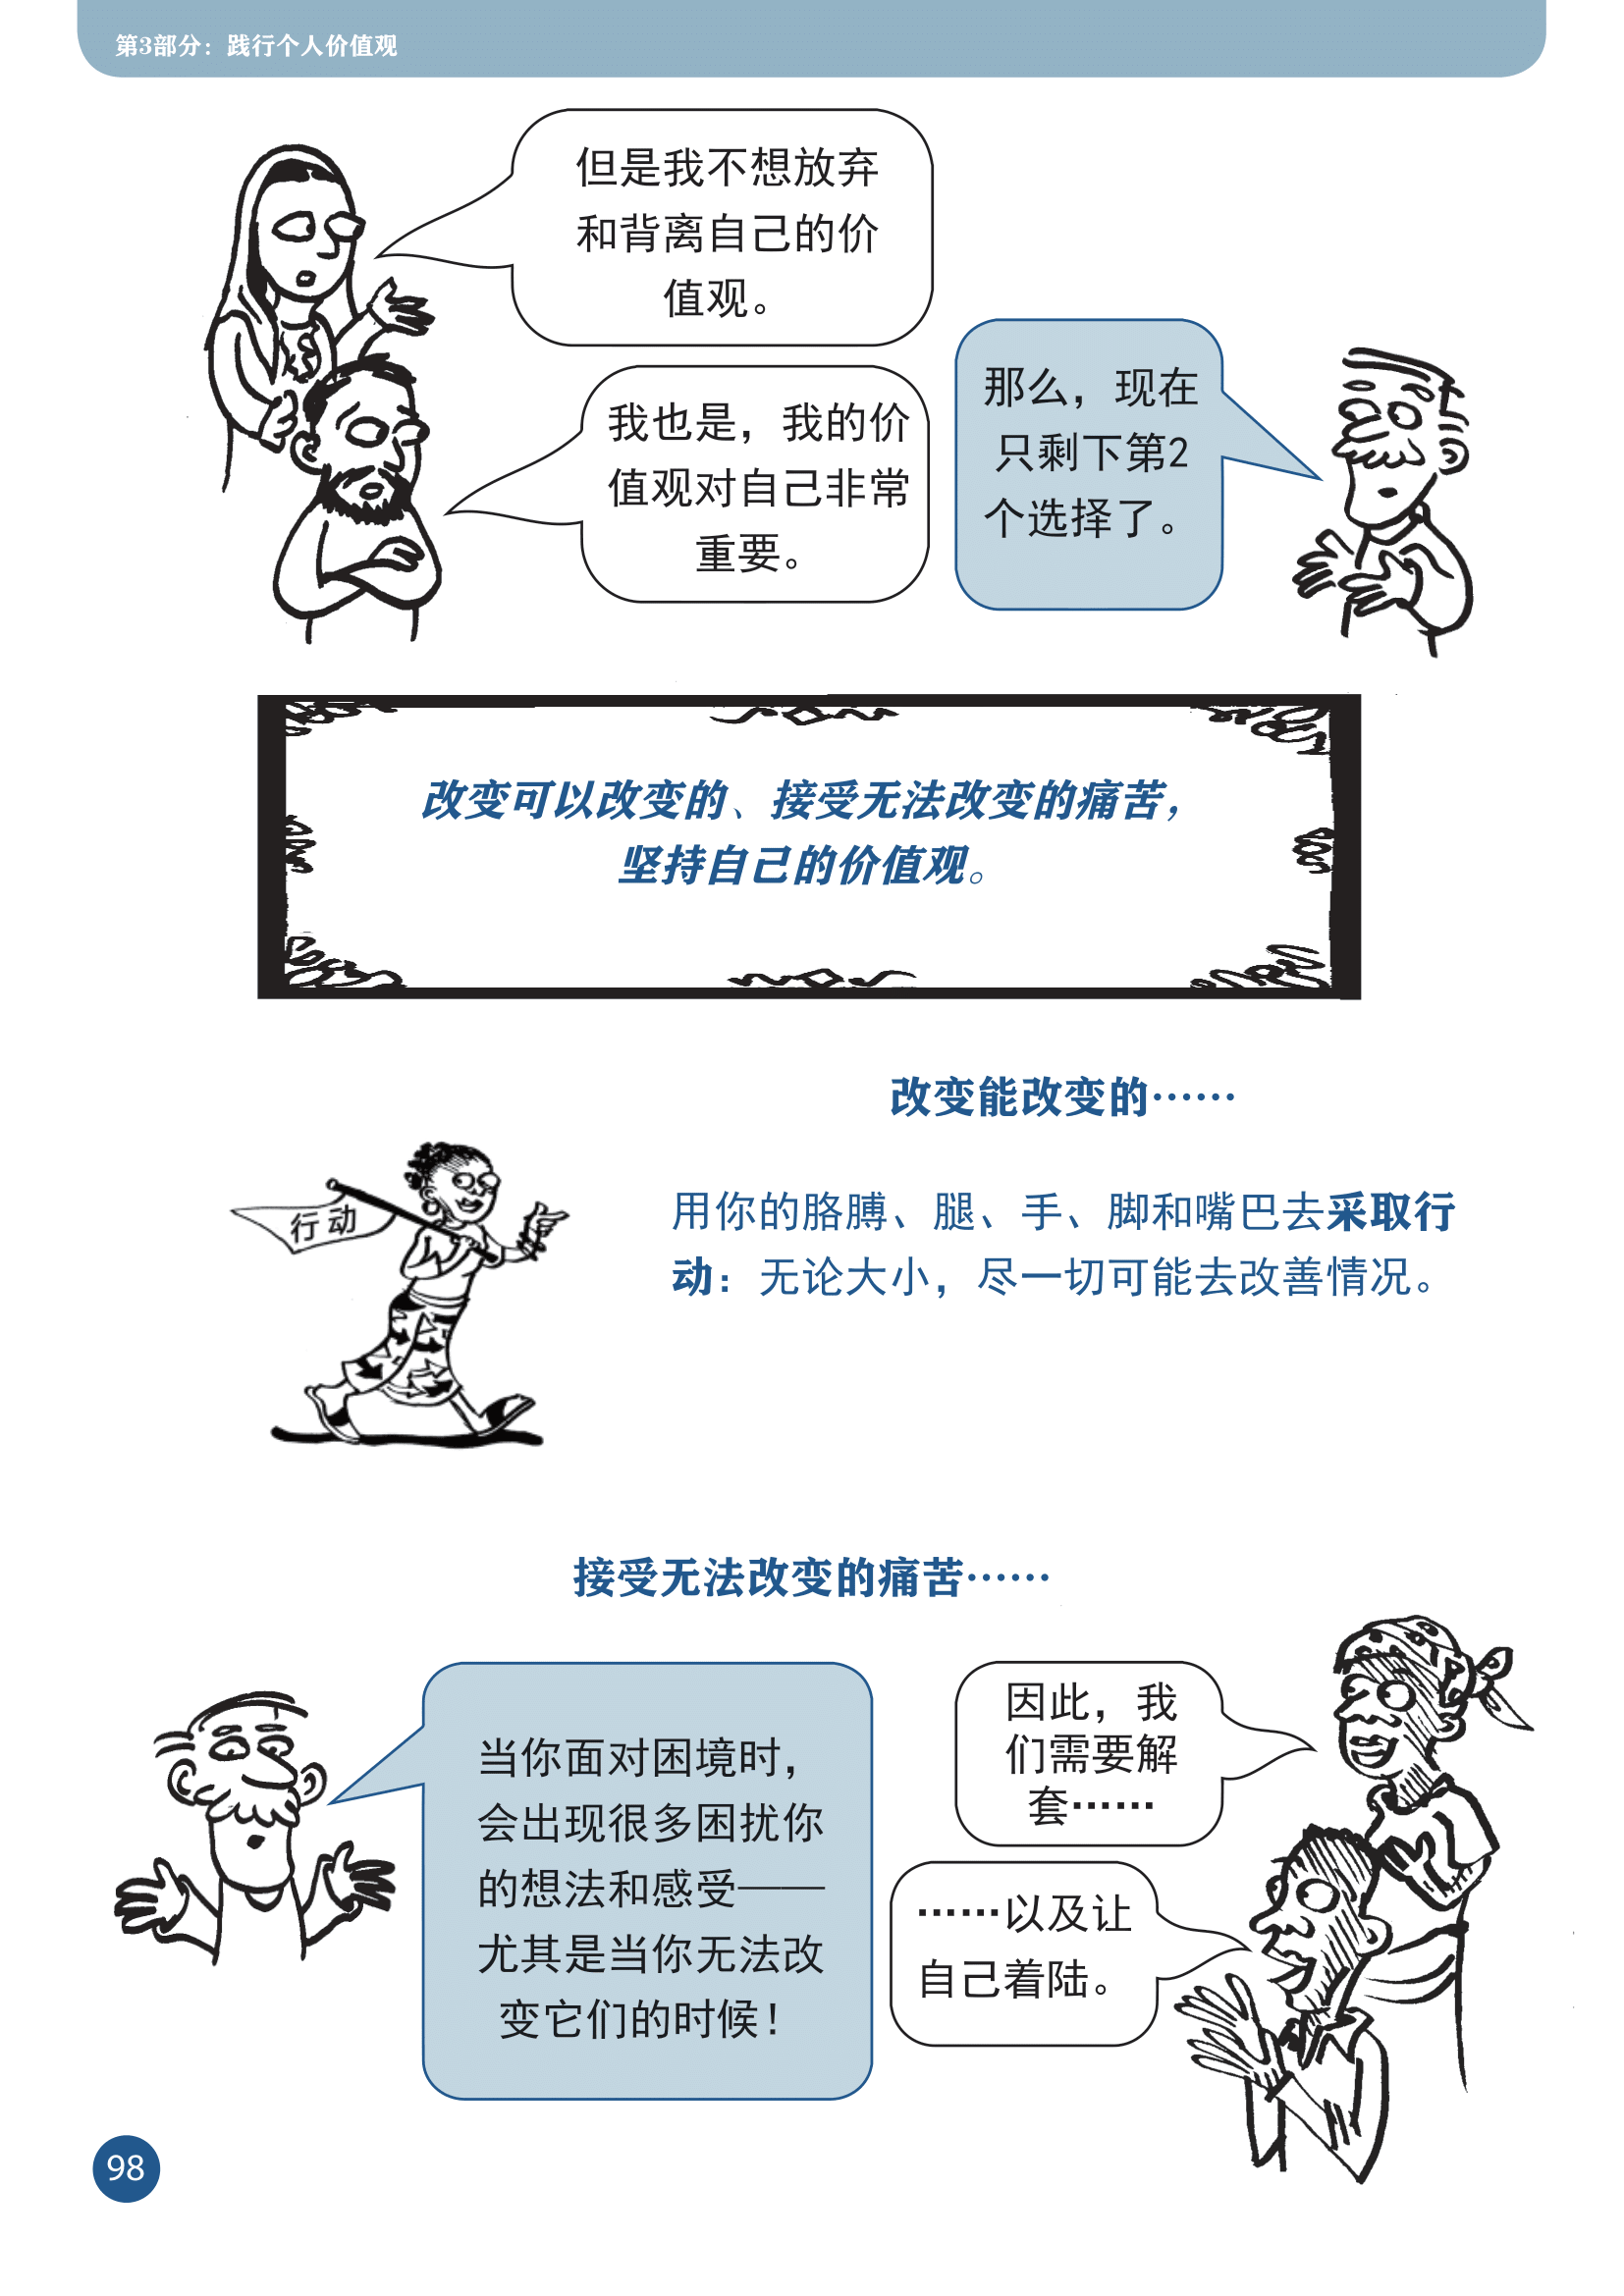 第3部分：践行个人价值观
但是我不想放弃
和背离自己的价
值观。
我也是，我的价
值观对自己非常
重要。
那么，现在
只剩下第2
个选择了。
改变可以改变的、接受无法改变的痛苦，
坚持自己的价值观。
改变能改变的……
行动
用你的胳膊、腿、手、脚和嘴巴去采取行
动：无论大小，尽一切可能去改善情况。
接受无法改变的痛苦……
当你面对困境时，
会出现很多困扰你
的想法和感受——
尤其是当你无法改
变它们的时候！
因此，我
们需要解
套……
……以及让
自己着陆。
98